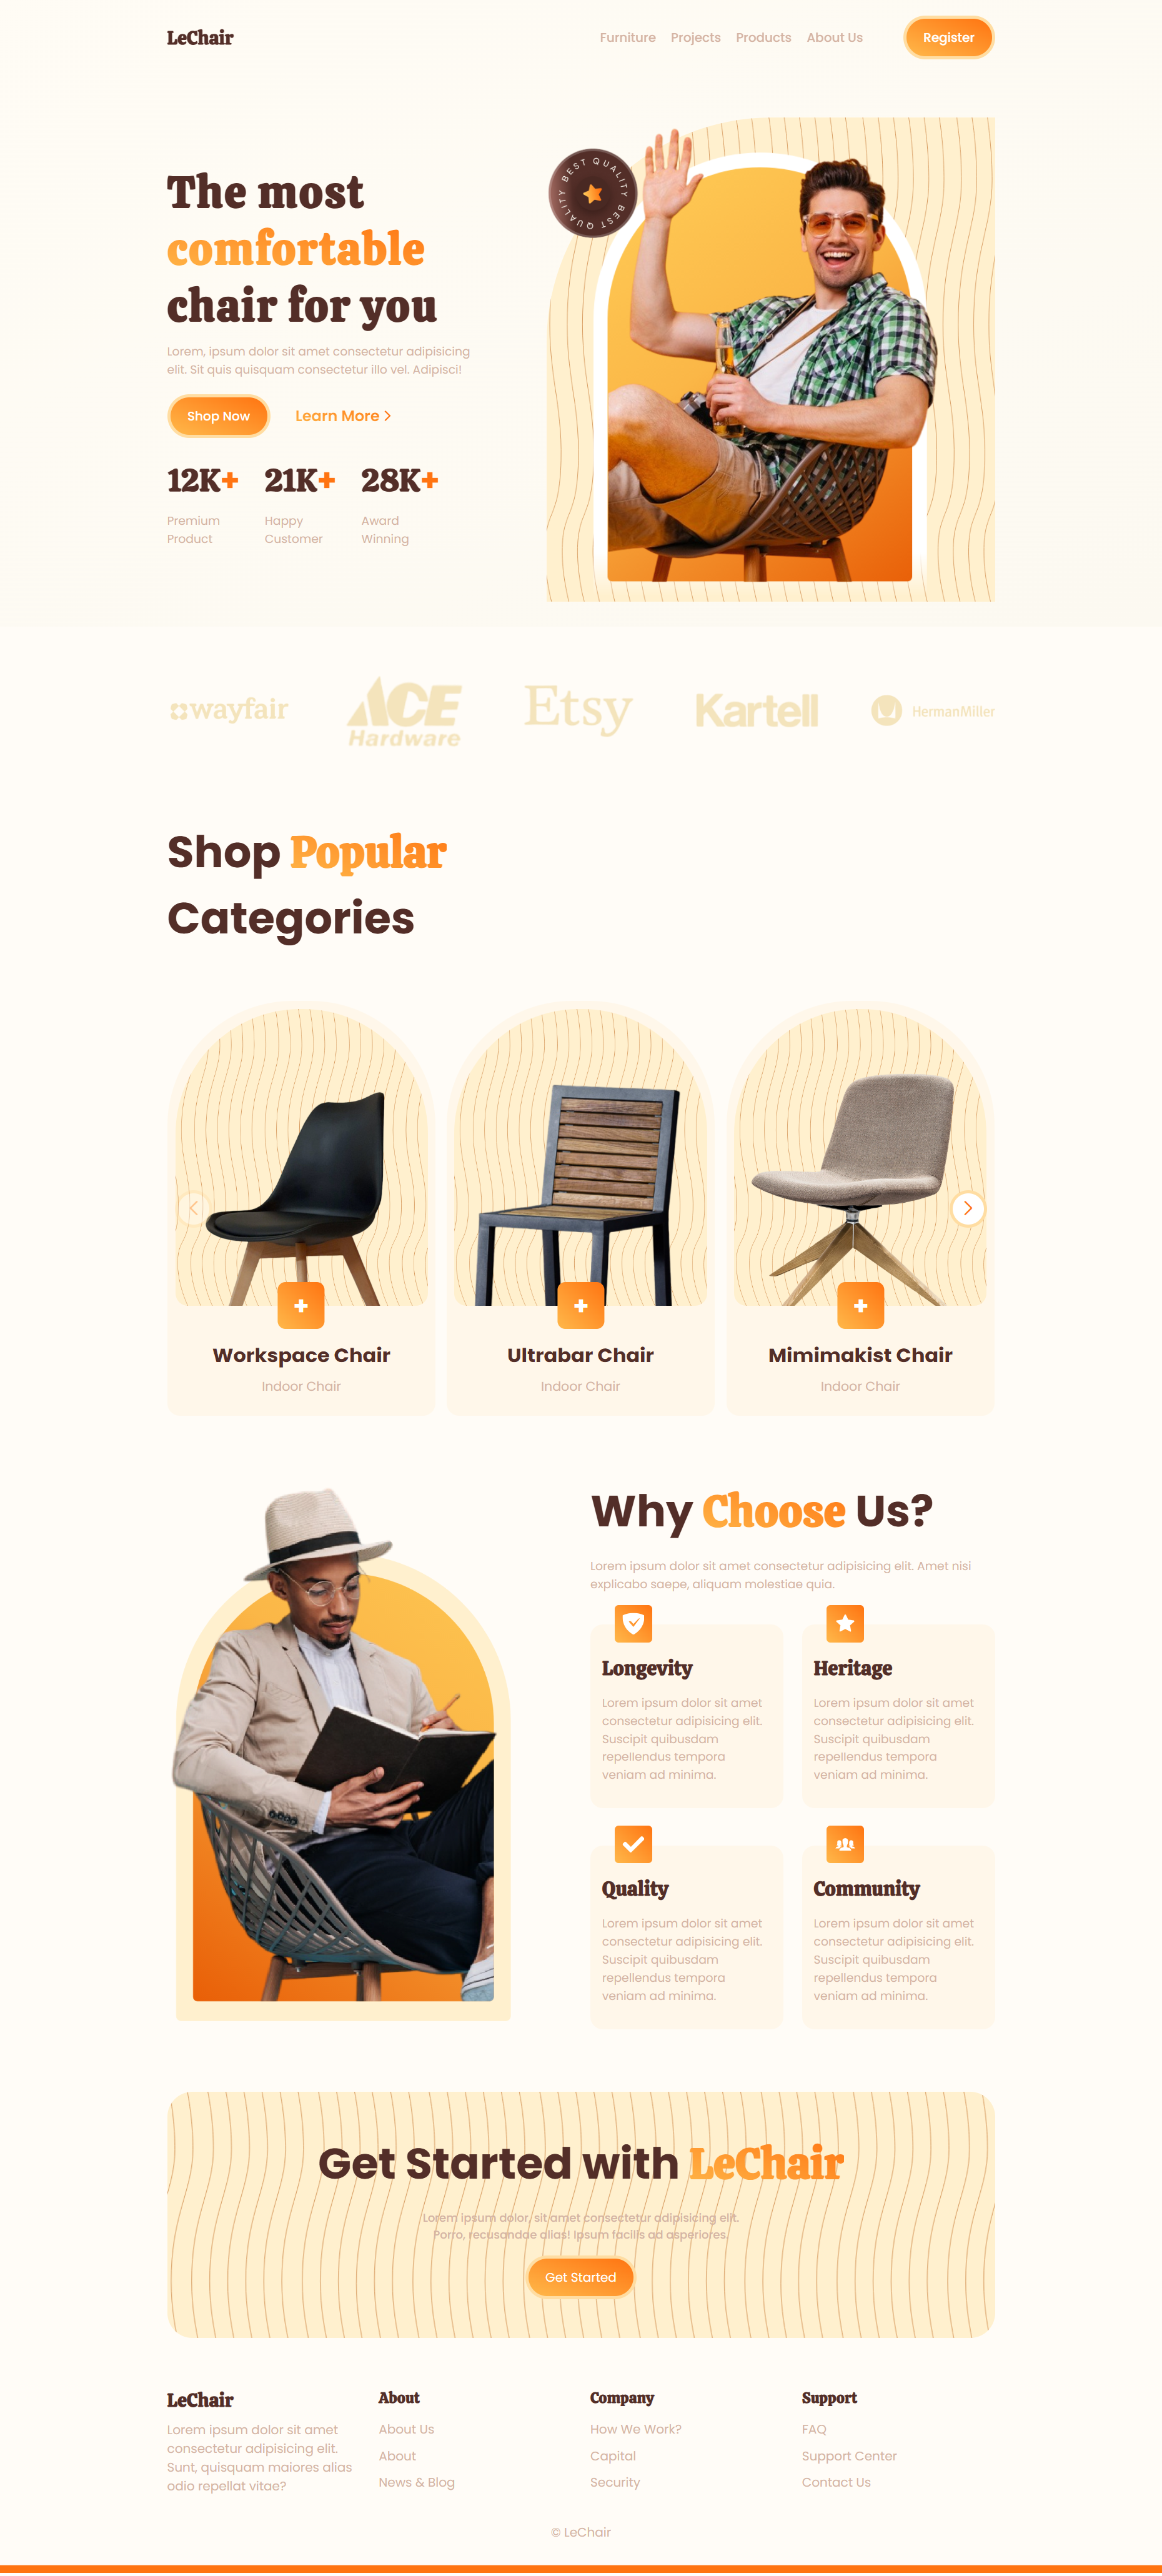 LeChair
Furniture Projects Products About Us
Register
BEST QUALITY BEST QUALITY
The most
comfortable
chair for you
Lorem, ipsum dolor sit amet consectetur adipisicing
elit. Sit quis quisquam consectetur illo vel. Adipisci!
Shop Now
Learn More
12K+ 21K+ 28K+
Premium
Product
Happy
Customer
Award
Winning
wayfair
ACE
Hardware
Etsy
Kartell
HermanMiller
Shop Popular
Categories
Workspace Chair
Indoor Chair
Ultrabar Chair
Indoor Chair
Mimimakist Chair
Indoor Chair
Why Choose Us?
Lorem ipsum dolor sit amet consectetur adipisicing elit. Amet nisi
explicabo saepe, aliquam molestiae quia.
Longevity
Lorem ipsum dolor sit amet
consectetur adipisicing elit.
Suscipit quibusdam
repellendus tempora
veniam ad minima.
Heritage
Lorem ipsum dolor sit amet
consectetur adipisicing elit.
Suscipit quibusdam
repellendus tempora
veniam ad minima.
Quality
Lorem ipsum dolor sit amet
consectetur adipisicing elit.
Suscipit quibusdam
repellendus tempora
veniam ad minima.
Community
Lorem ipsum dolor sit amet
consectetur adipisicing elit.
Suscipit quibusdam
repellendus tempora
veniam ad minima.
Get Started with LeChair
Lorem ipsum dolor, sit amet consectetur adipisicing elit.
Porro, recusandae alias! Ipsum facilis ad asperiores.
Get Started
LeChair
Lorem ipsum dolor sit amet
consectetur adipisicing elit.
Sunt, quisquam maiores alias
odio repellat vitae?
About
About Us
About
News & Blog
Company
How We Work?
Capital
Security
Support
FAQ
Support Center
Contact Us
© LeChair